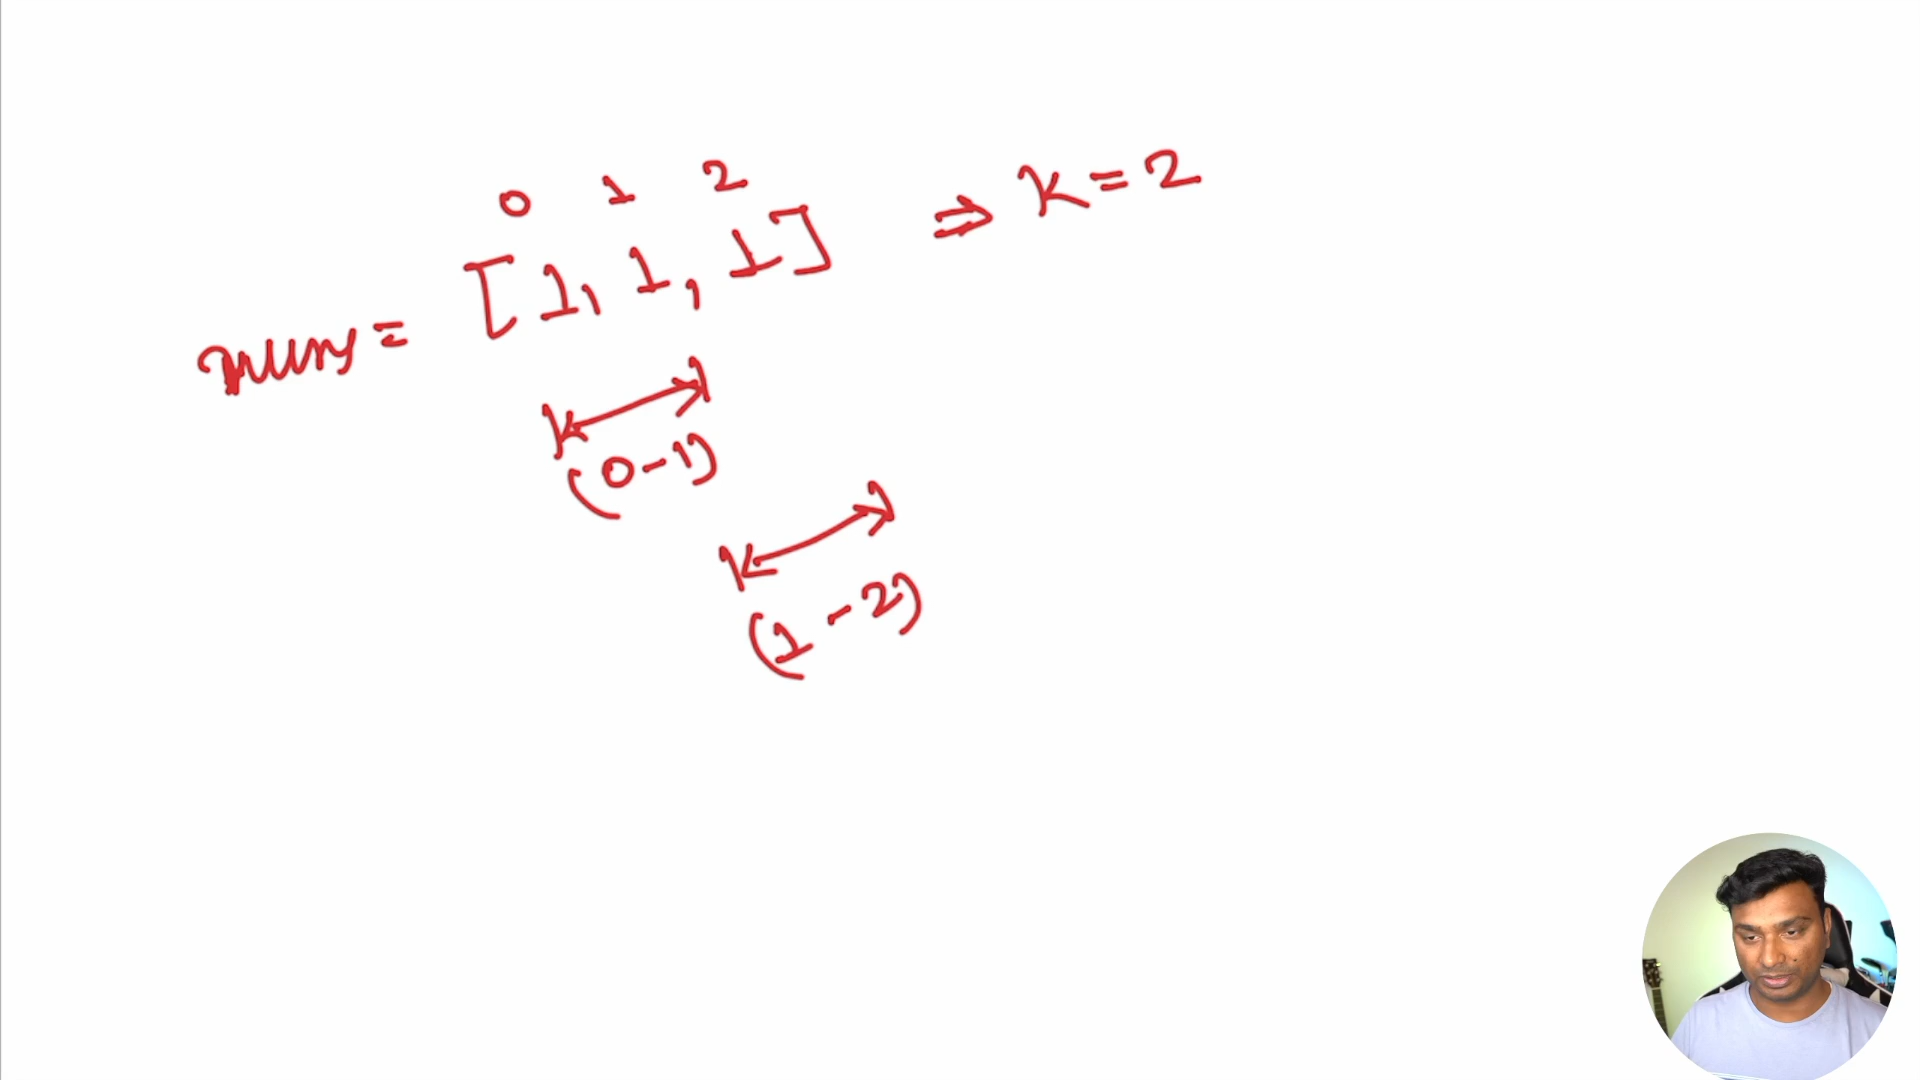 0 1 2
nums = [1, 1, 1] ⇒ K = 2
(0-1)
(1-2)